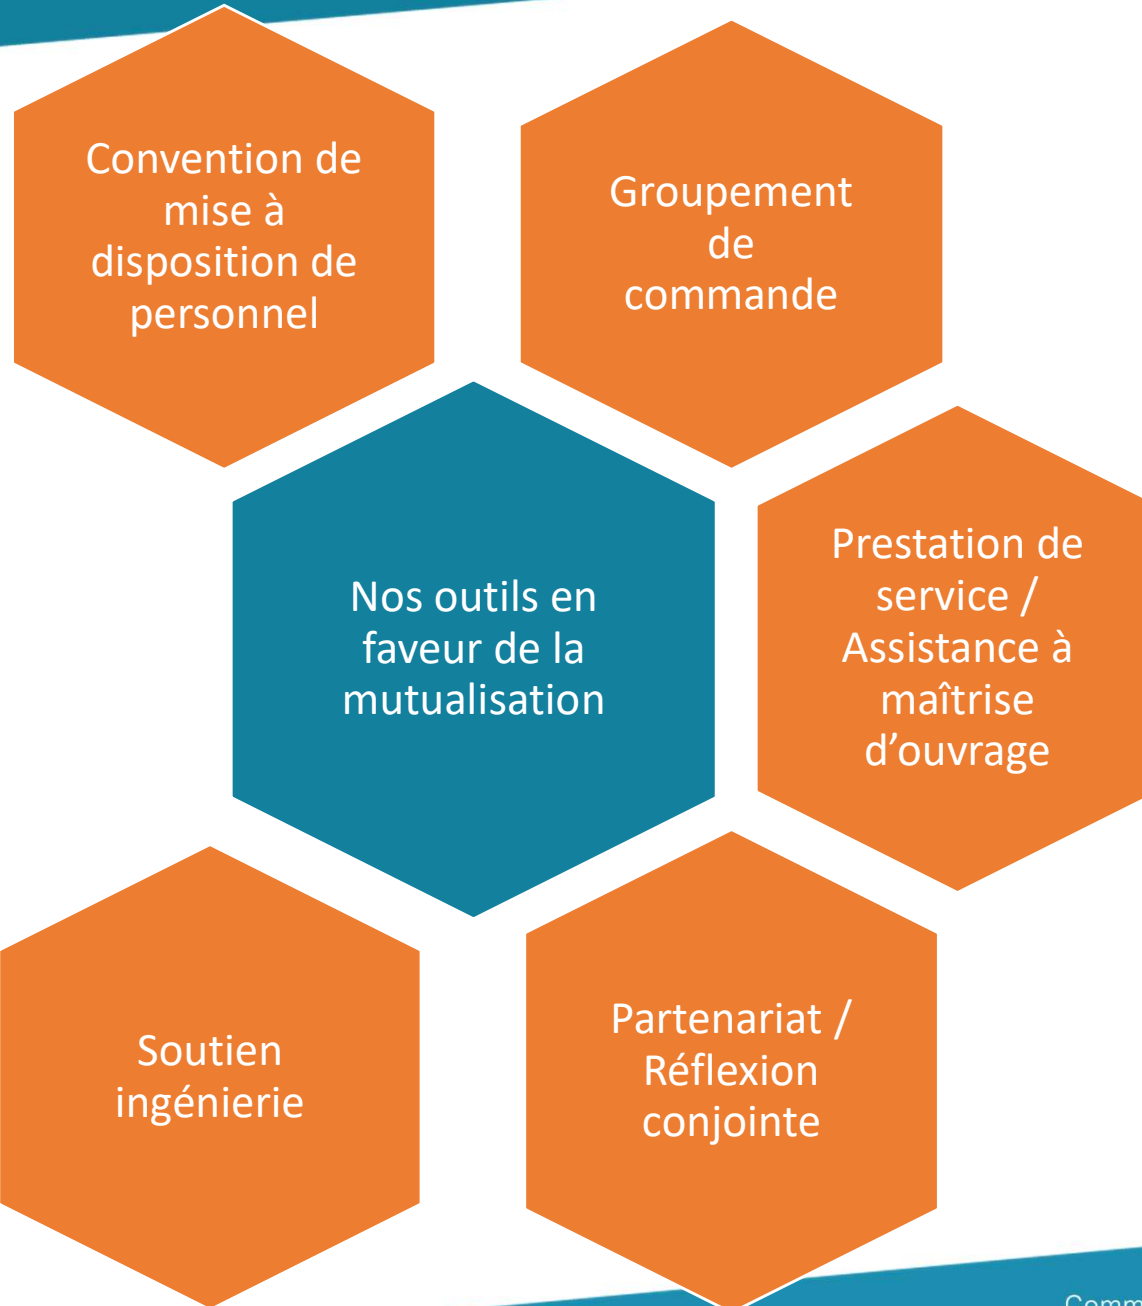 Convention de
mise à
disposition de
personnel
Groupement
de
commande
Nos outils en
faveur de la
mutualisation
Prestation de
service /
Assistance à
maîtrise
d’ouvrage
Soutien
ingénierie
Partenariat /
Réflexion
conjointe